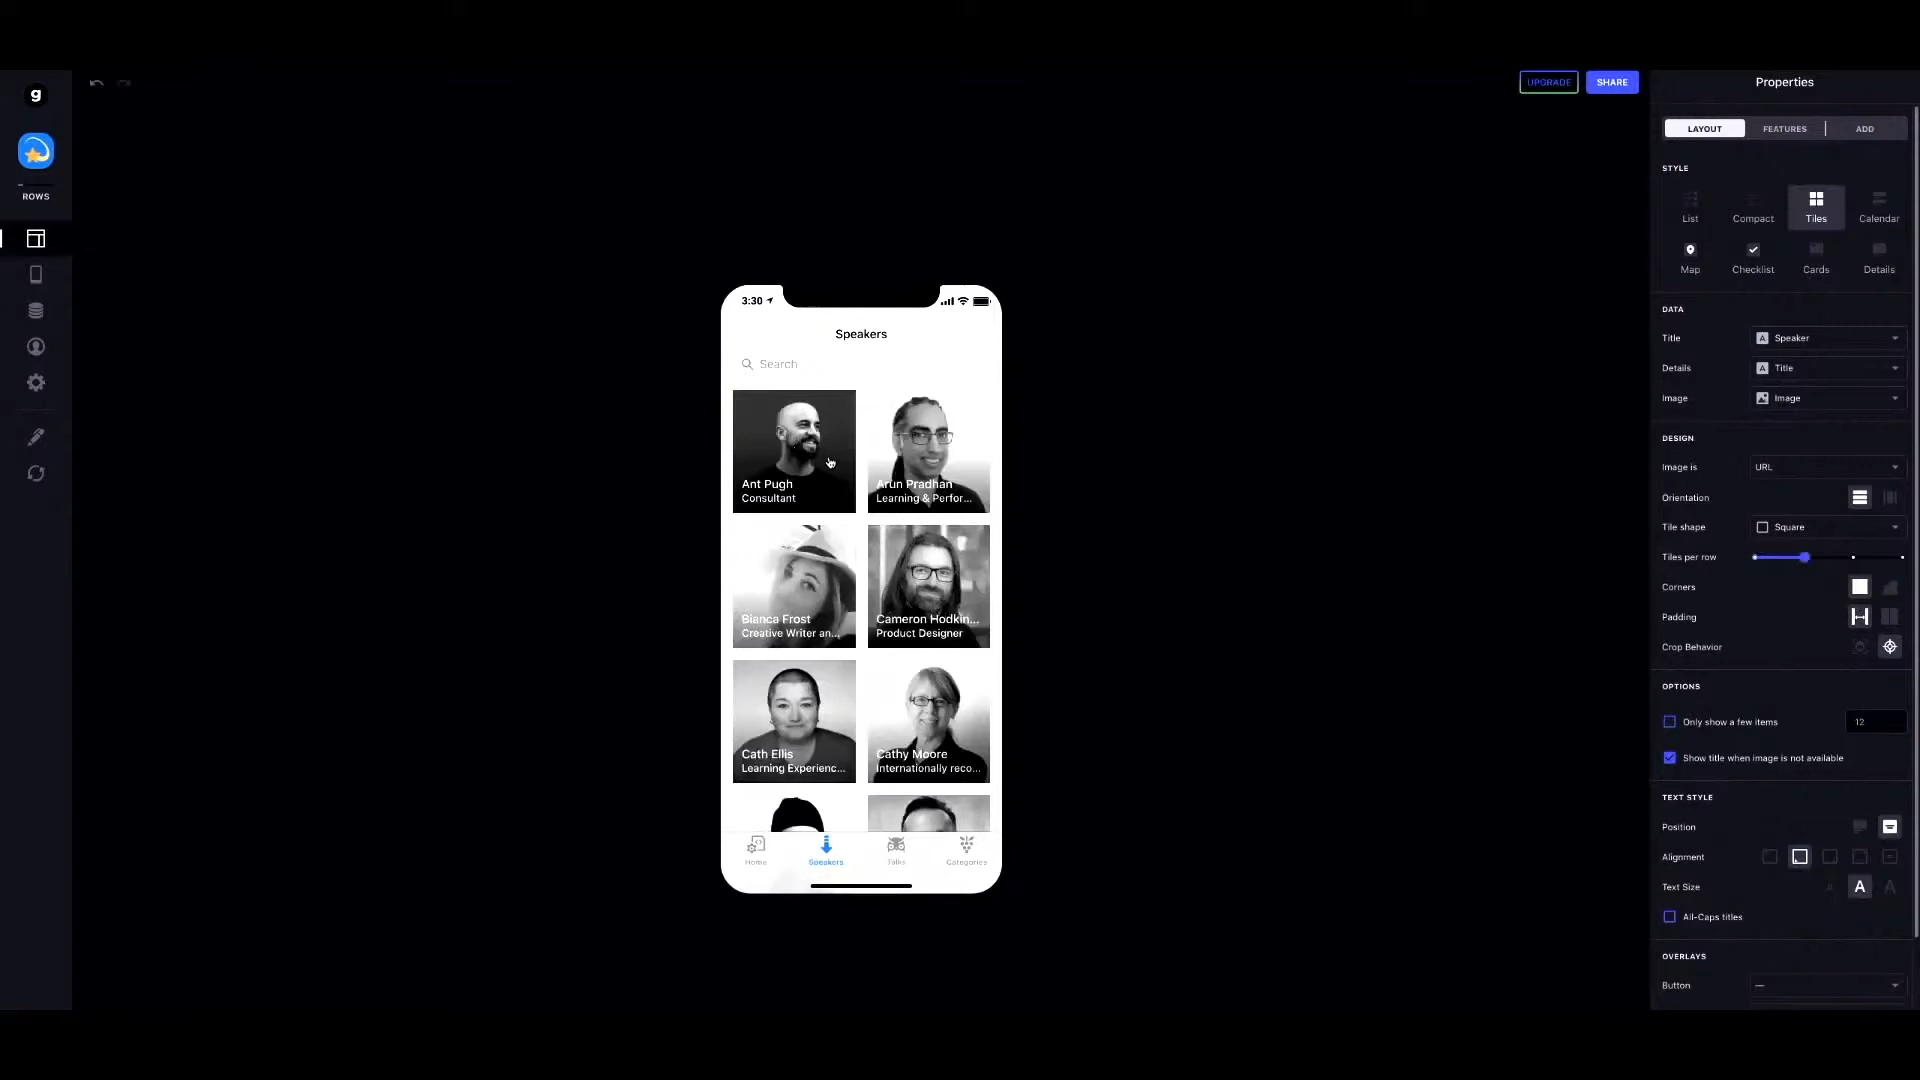 g
ROWS
UPGRADE
SHARE
3:30
Speakers
Search
Ant Pugh
Consultant
Arun Pradhan
Learning & Perfor...
Bianca Frost
Creative Writer an...
Cameron Hodkin...
Product Designer
Cath Ellis
Learning Experienc...
Cathy Moore
Internationally reco...
Home
Speakers
Talks
Categories
Properties
LAYOUT
FEATURES
ADD
STYLE
List
Compact
Tiles
Calendar
Map
Checklist
Cards
Details
DATA
Title
A Speaker
Details
A Title
Image
Image
DESIGN
Image is
URL
Orientation
Tile shape
Square
Tiles per row
Corners
Padding
Crop Behavior
OPTIONS
Only show a few items
12
Show title when image is not available
TEXT STYLE
Position
Alignment
Text Size
A
A
A
All-Caps titles
OVERLAYS
Button
—